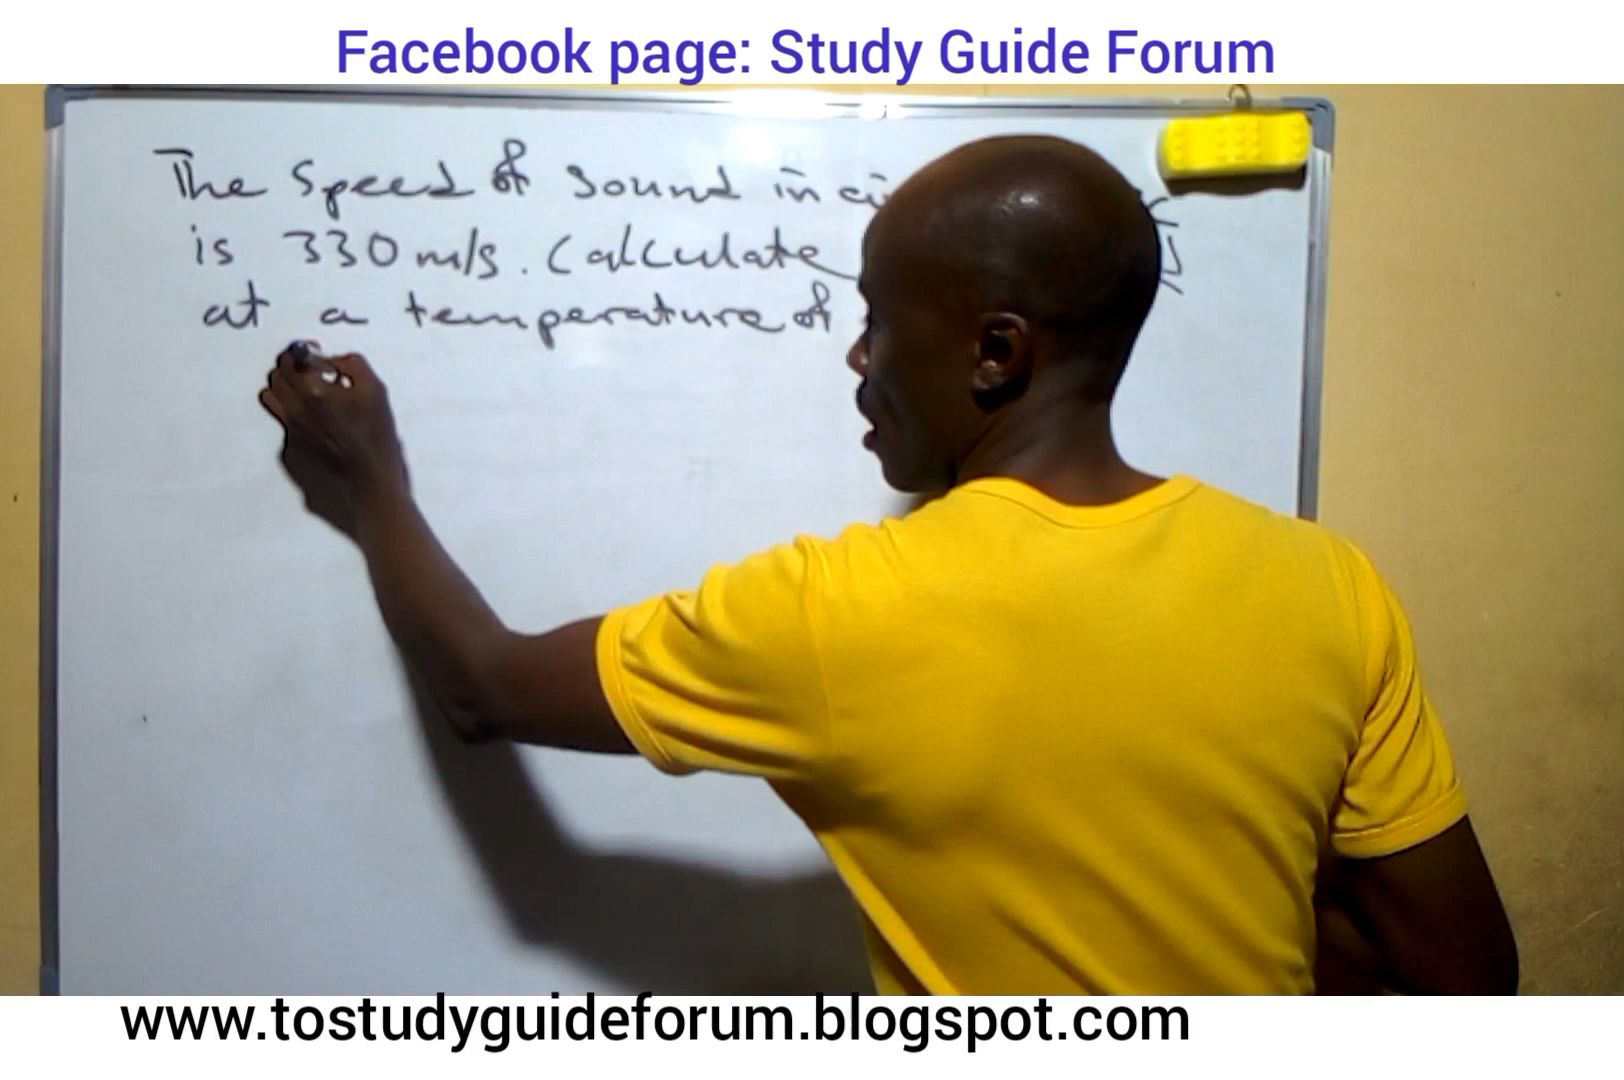 Facebook page: Study Guide Forum
The Speed of Sound in
is 330 m/s. Calculate
at a temperature of
www.tostudyguideforum.blogspot.com